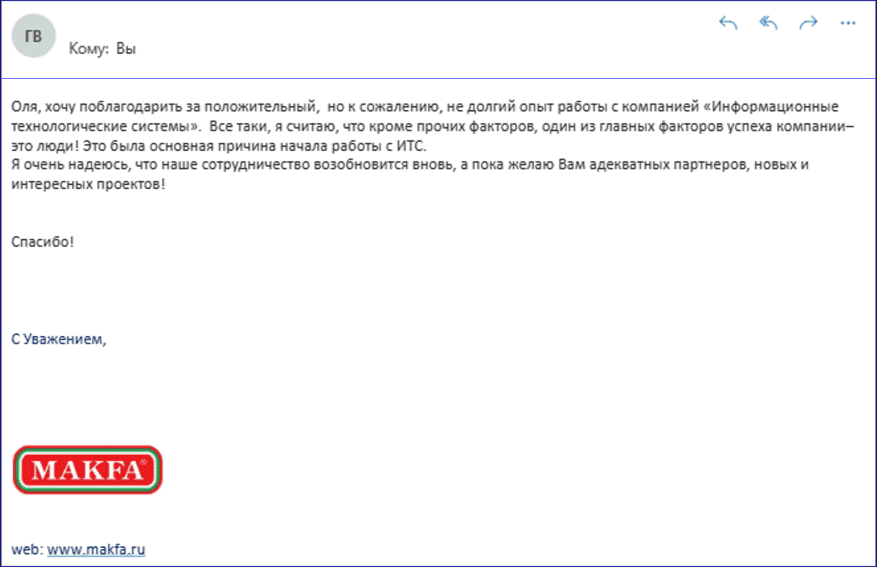 ГВ
Кому: Вы
Оля, хочу поблагодарить за положительный, но к сожалению, не долгий опыт работы с компанией «Информационные
технологические системы». Все таки, я считаю, что кроме прочих факторов, один из главных факторов успеха компании–
это люди! Это была основная причина начала работы с ИТС.
Я очень надеюсь, что наше сотрудничество возобновится вновь, а пока желаю Вам адекватных партнеров, новых и
интересных проектов!
Спасибо!
С Уважением,
MAKFA®
web: www.makfa.ru